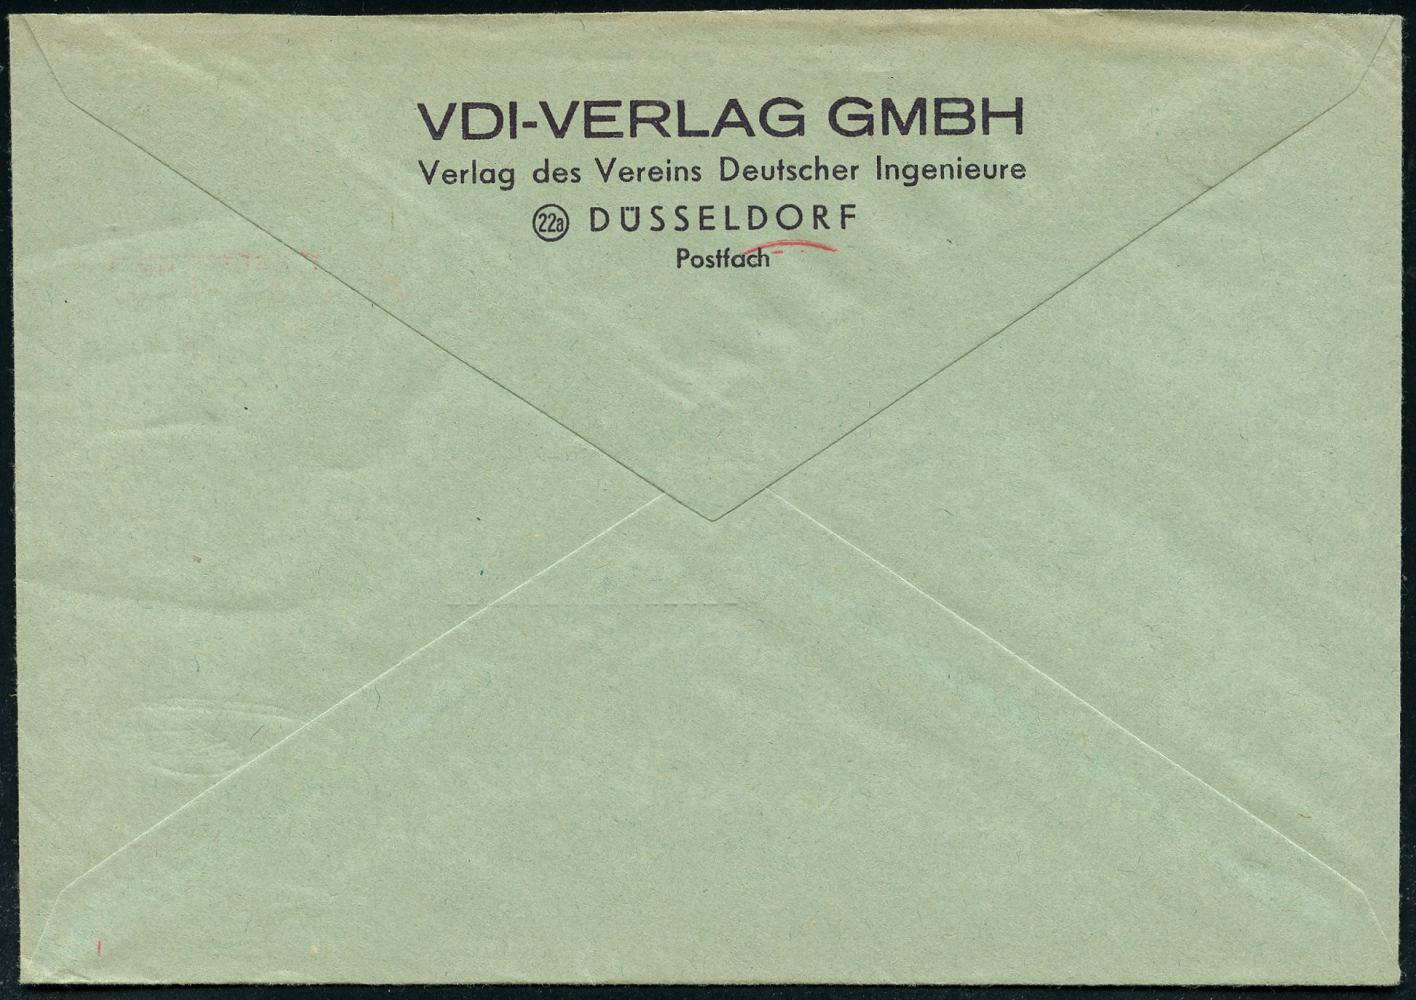 VDI-VERLAG GMBH
Verlag des Vereins Deutscher Ingenieure
22a DÜSSELDORF
Postfach